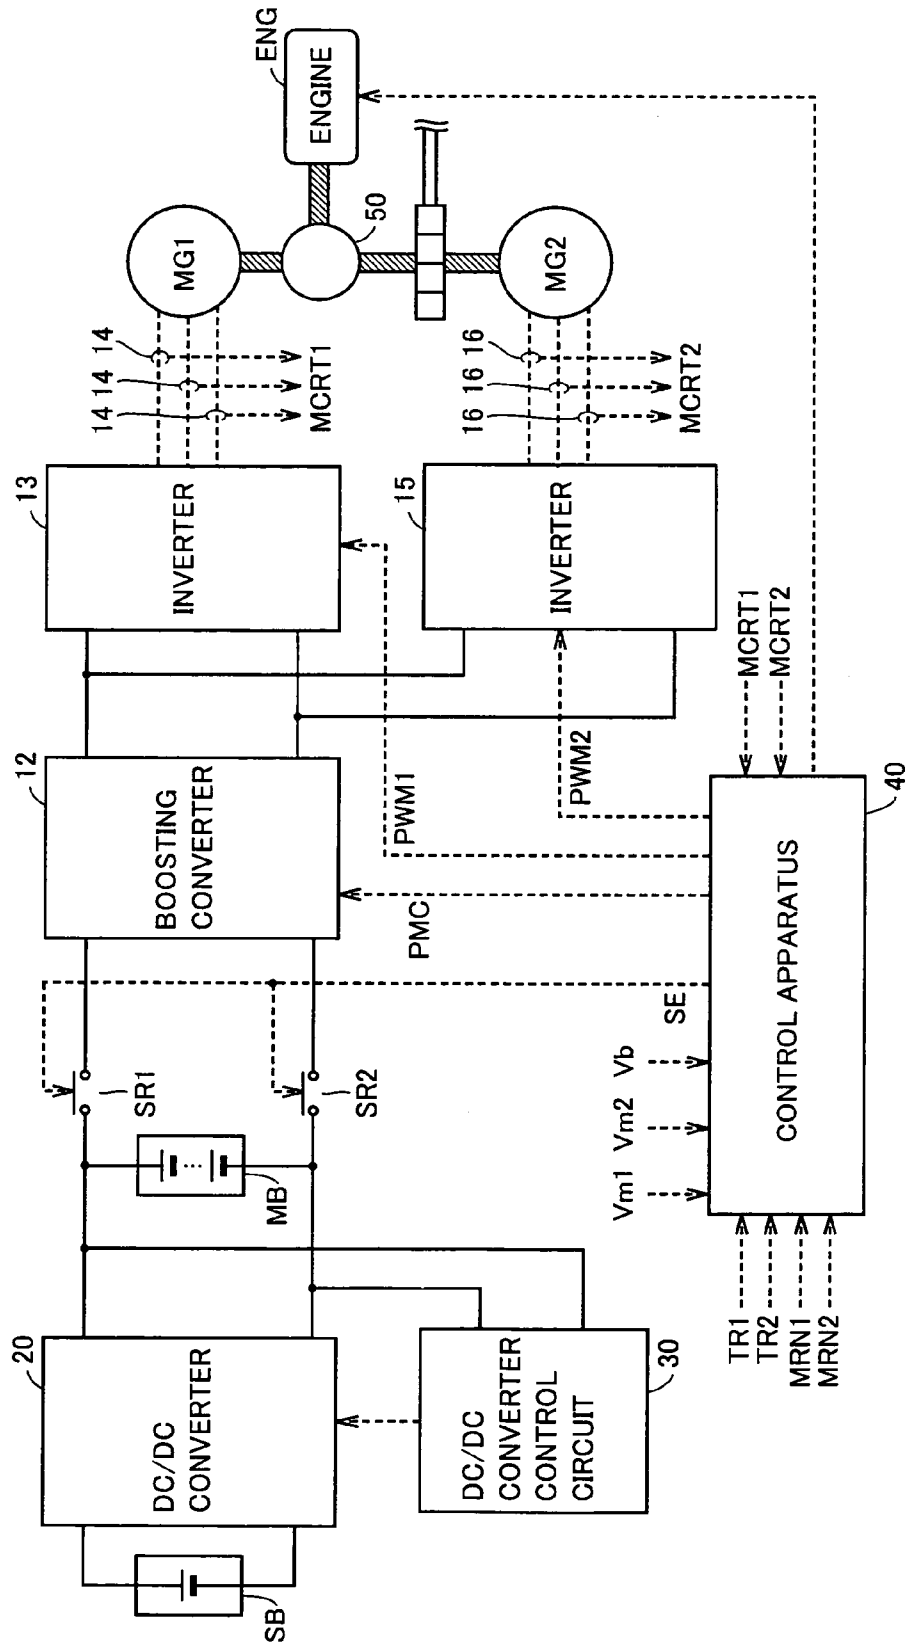 SB
DC/DC
CONVERTER
20
DC/DC
CONVERTER
CONTROL
CIRCUIT
30
MB
SR1
SR2
BOOSTING
CONVERTER
12
INVERTER
13
INVERTER
15
14
14
14
MCRT1
16
16
16
MCRT2
MG1
MG2
50
ENGINE
ENG
PMC
PWM1
PWM2
SE
Vm1
Vm2
Vb
TR1
TR2
MRN1
MRN2
CONTROL APPARATUS
40
MCRT1
MCRT2